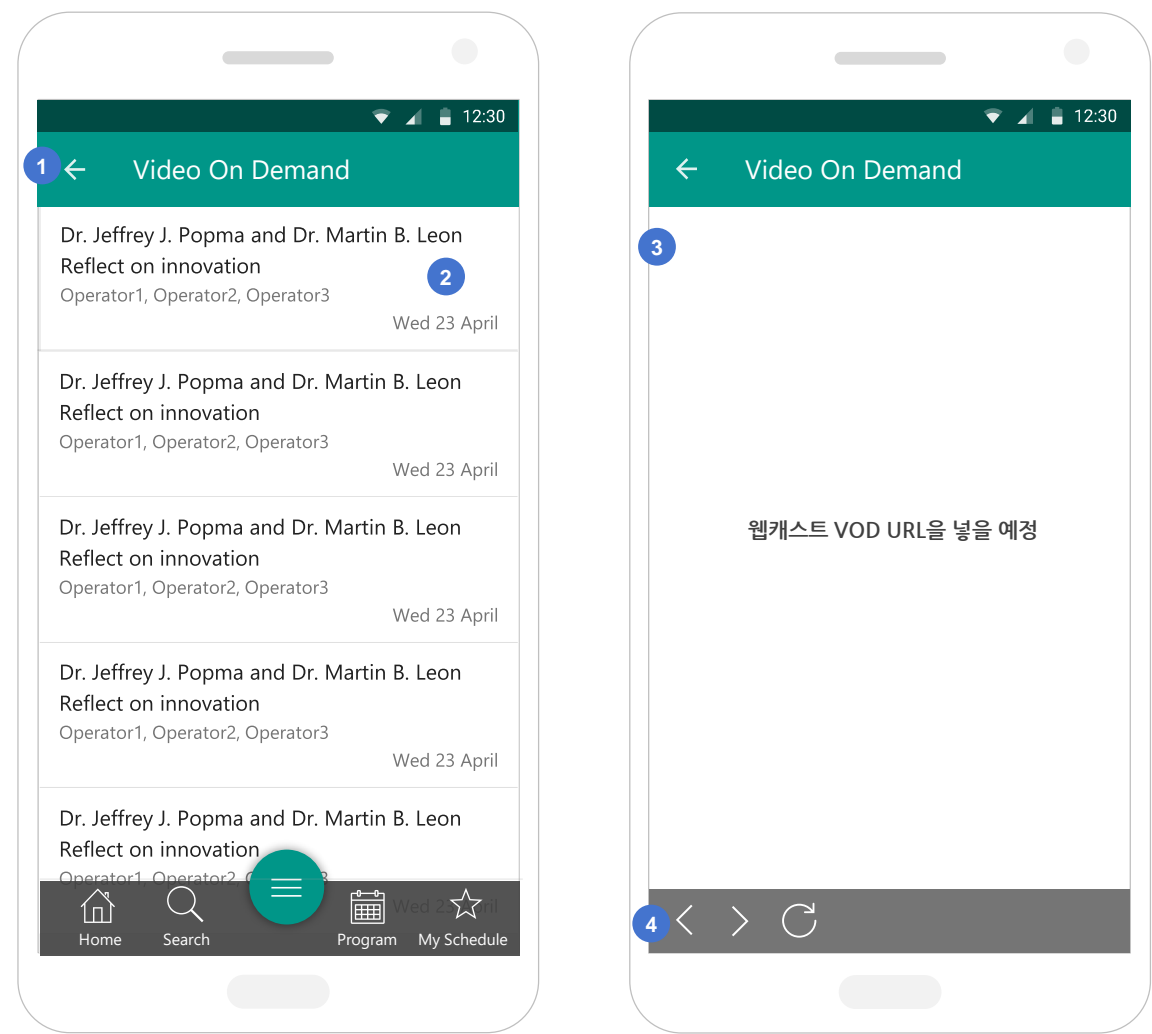 12:30
1
Video On Demand
Dr. Jeffrey J. Popma and Dr. Martin B. Leon
Reflect on innovation
2
Operator1, Operator2, Operator3
Wed 23 April
Dr. Jeffrey J. Popma and Dr. Martin B. Leon
Reflect on innovation
Operator1, Operator2, Operator3
Wed 23 April
Dr. Jeffrey J. Popma and Dr. Martin B. Leon
Reflect on innovation
Operator1, Operator2, Operator3
Wed 23 April
Dr. Jeffrey J. Popma and Dr. Martin B. Leon
Reflect on innovation
Operator1, Operator2, Operator3
Wed 23 April
Dr. Jeffrey J. Popma and Dr. Martin B. Leon
Reflect on innovation
Operator1, Operator2,
Wed 23
Home
Search
Program
My Schedule
12:30
Video On Demand
3
웹캐스트 VOD URL을 넣을 예정
4